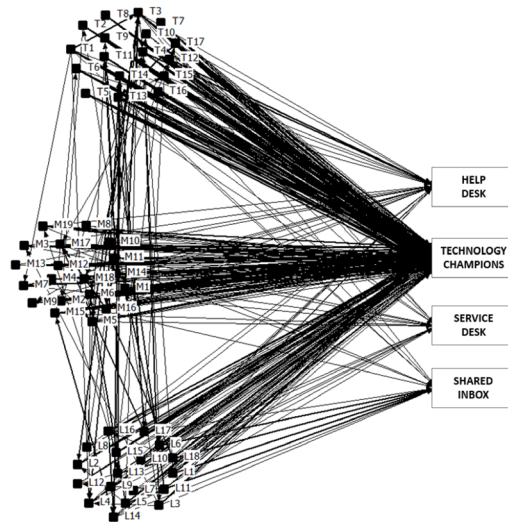 T8
T3
T2
T7
T9
T10
T17
T1
T11
T4
T12
T6
T14
T15
T5
T13
T16
HELP
DESK
M19
M8
M3
M17
M10
TECHNOLOGY
CHAMPIONS
M13
M12
M11
M7
M4
M18
M14
M9
M2
M6
M1
M15
M16
M5
SERVICE
DESK
SHARED
INBOX
L16
L17
L8
L6
L15
L2
L10
L18
L13
L1
L12
L9
L7
L11
L4
L5
L3
L14